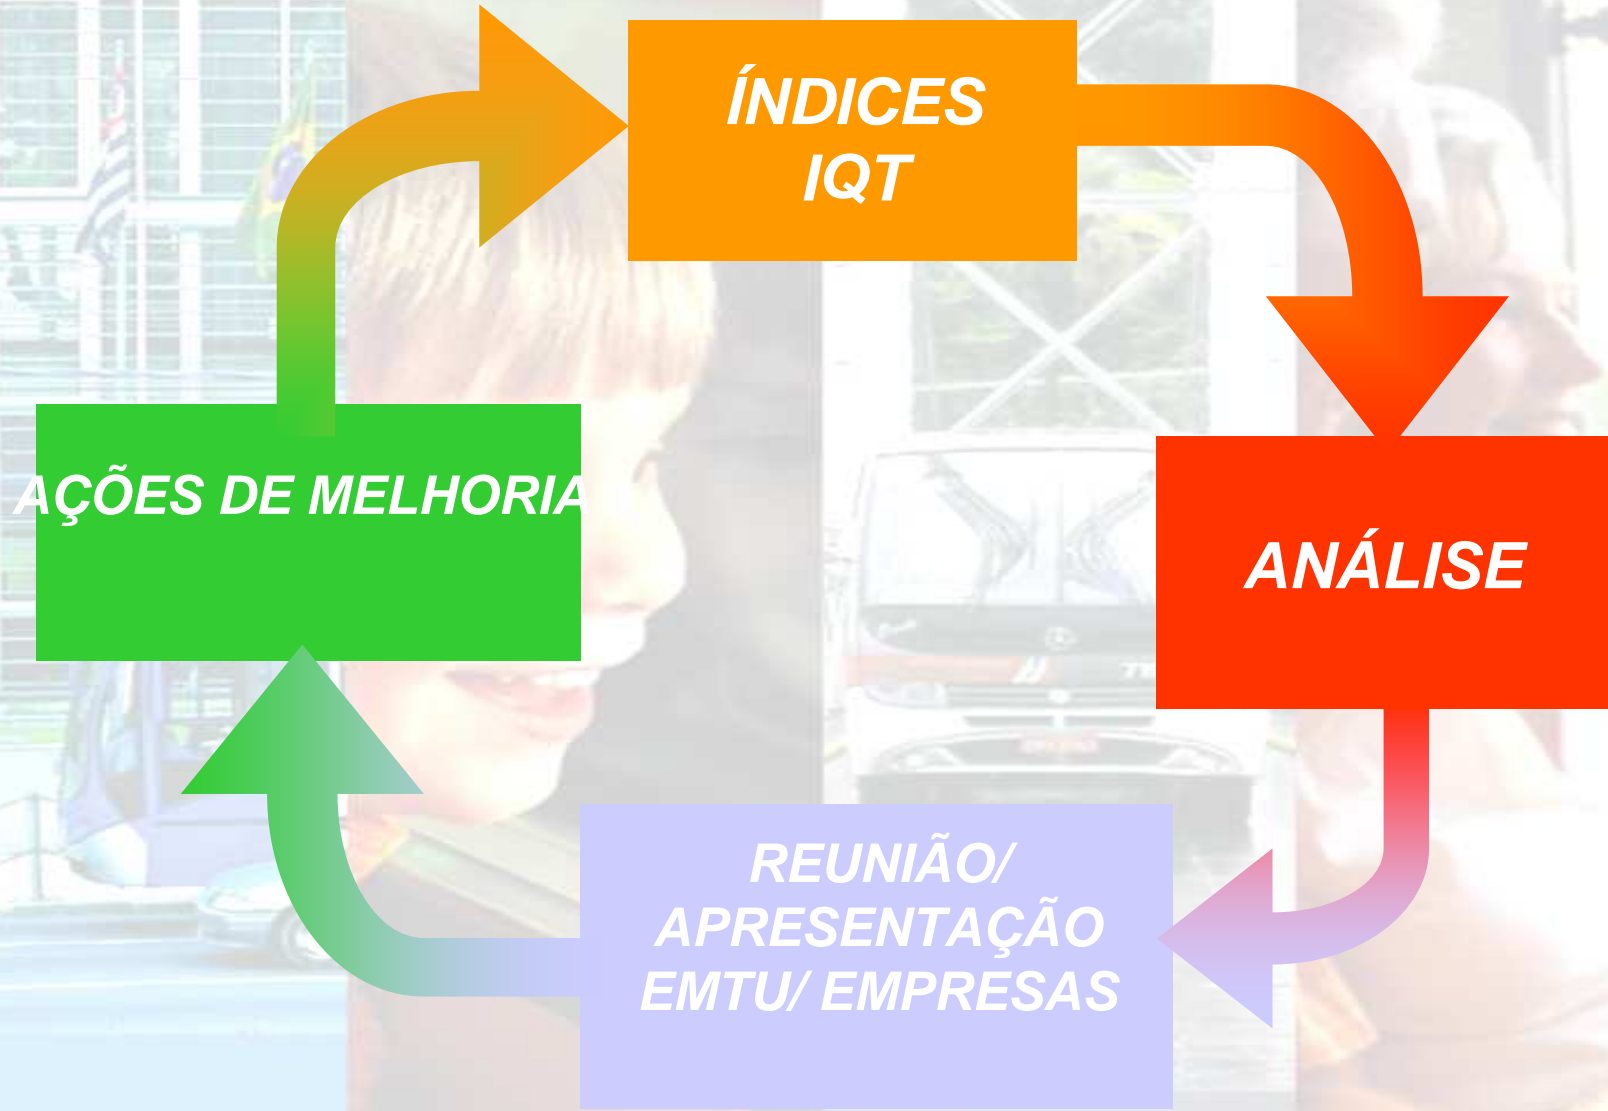 ÍNDICES
IQT
AÇÕES DE MELHORIA
ANÁLISE
REUNIÃO/
APRESENTAÇÃO
EMTU/ EMPRESAS